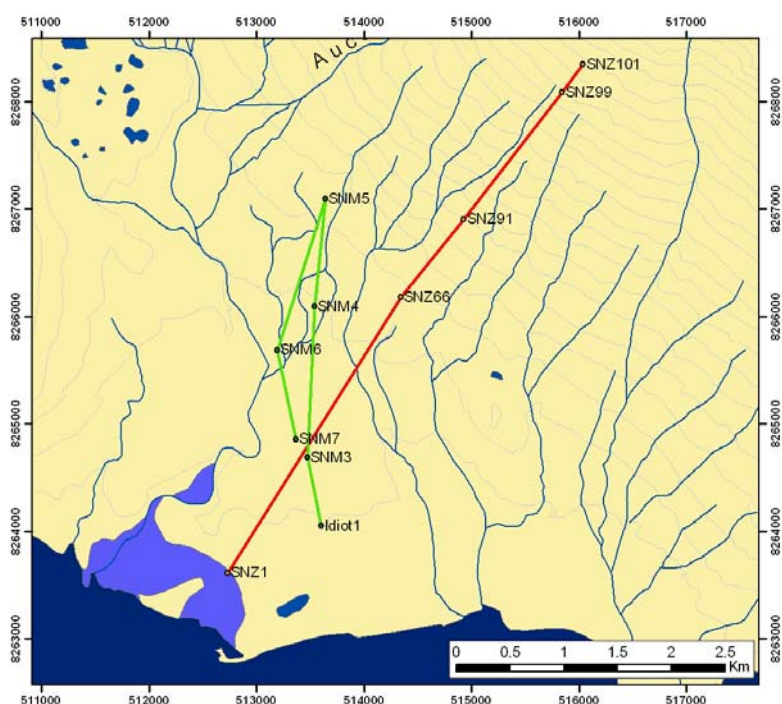 511000 512000 513000 514000 515000 516000 517000
Auc
SNZ101
8268000 8268000
SNZ99
SNM5
8267000 8267000
SNZ91
SNZ66
SNM4
8266000 8266000
SNM6
8265000 8265000
SNM7
SNM3
8264000 8264000
Idiot1
SNZ1
8263000 8263000
0 0.5 1 1.5 2 2.5
Km
511000 512000 513000 514000 515000 516000 517000